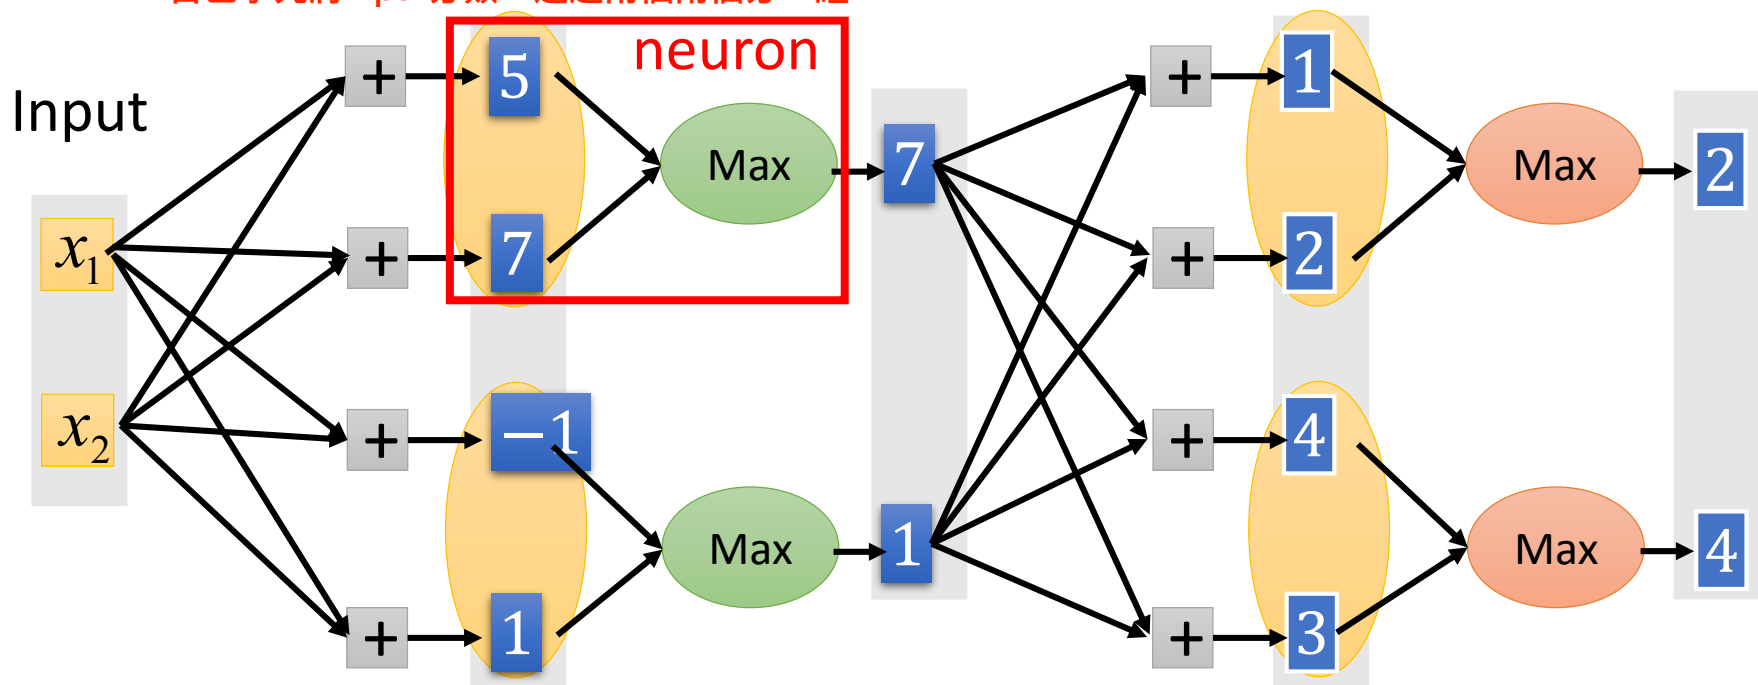 neuron
Input
+ 5
Max 7
+ 7
+ 1
Max 2
+ 2
x₁
x₂
+ −1
Max 1
+ 1
+ 4
Max 4
+ 3